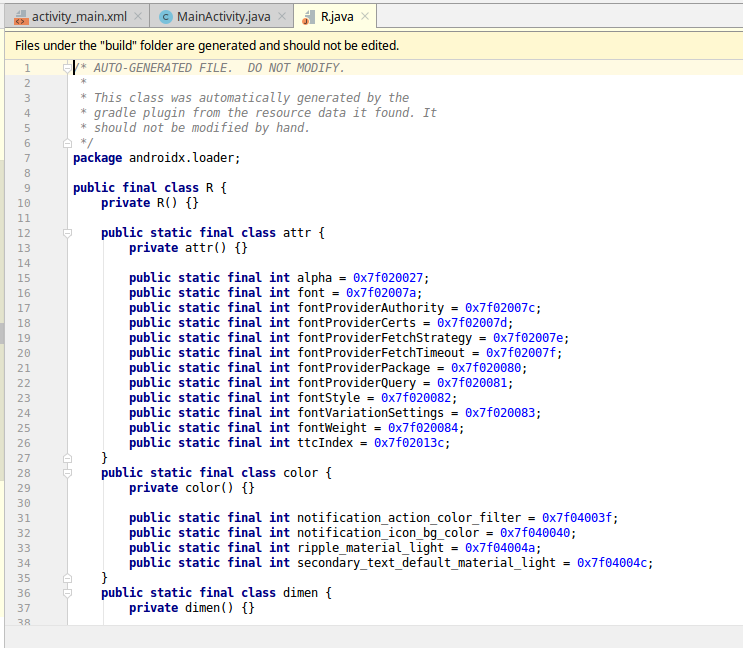 activity_main.xml MainActivity.java R.java
Files under the "build" folder are generated and should not be edited.
1 /* AUTO-GENERATED FILE.  DO NOT MODIFY.
2  *
3  * This class was automatically generated by the
4  * gradle plugin from the resource data it found. It
5  * should not be modified by hand.
6  */
7 package androidx.loader;
8
9 public final class R {
10     private R() {}
11
12     public static final class attr {
13         private attr() {}
14
15         public static final int alpha = 0x7f020027;
16         public static final int font = 0x7f02007a;
17         public static final int fontProviderAuthority = 0x7f02007c;
18         public static final int fontProviderCerts = 0x7f02007d;
19         public static final int fontProviderFetchStrategy = 0x7f02007e;
20         public static final int fontProviderFetchTimeout = 0x7f02007f;
21         public static final int fontProviderPackage = 0x7f020080;
22         public static final int fontProviderQuery = 0x7f020081;
23         public static final int fontStyle = 0x7f020082;
24         public static final int fontVariationSettings = 0x7f020083;
25         public static final int fontWeight = 0x7f020084;
26         public static final int ttcIndex = 0x7f02013c;
27     }
28     public static final class color {
29         private color() {}
30
31         public static final int notification_action_color_filter = 0x7f04003f;
32         public static final int notification_icon_bg_color = 0x7f040040;
33         public static final int ripple_material_light = 0x7f04004a;
34         public static final int secondary_text_default_material_light = 0x7f04004c;
35     }
36     public static final class dimen {
37         private dimen() {}
38